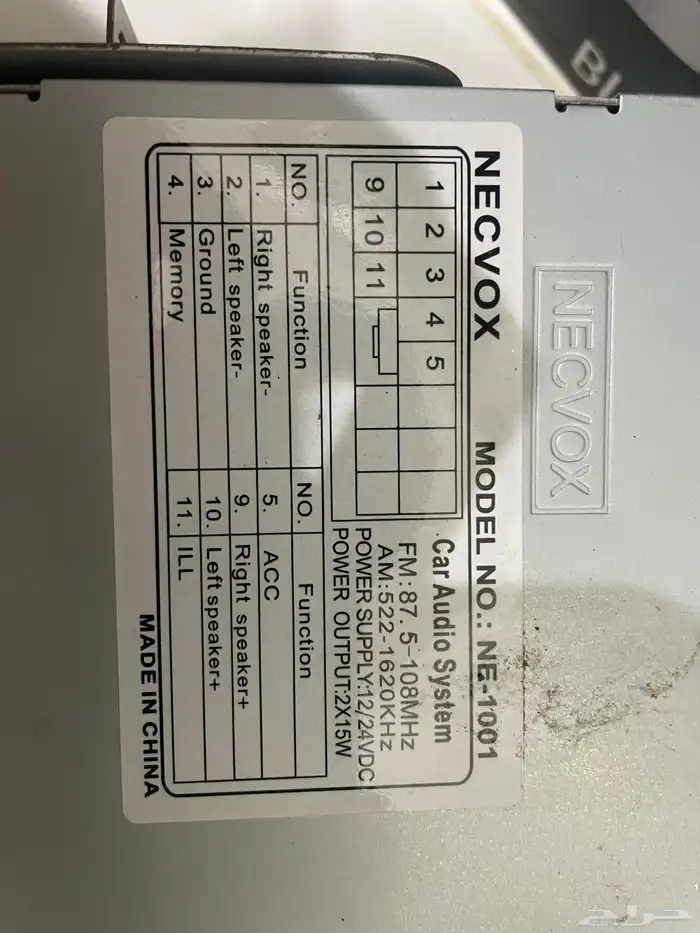 BL
NECVOX
NECVOX MODEL NO.: NE-1001
1 2 3 4 5
9 10 11
Car Audio System
FM:87.5-108MHz
AM:522-1620KHz
POWER SUPPLY:12/24VDC
POWER OUTPUT:2X15W
NO. Function NO. Function
1. Right speaker- 5. ACC
2. Left speaker- 9. Right speaker+
3. Ground 10. Left speaker+
4. Memory 11. ILL
MADE IN CHINA
حراج